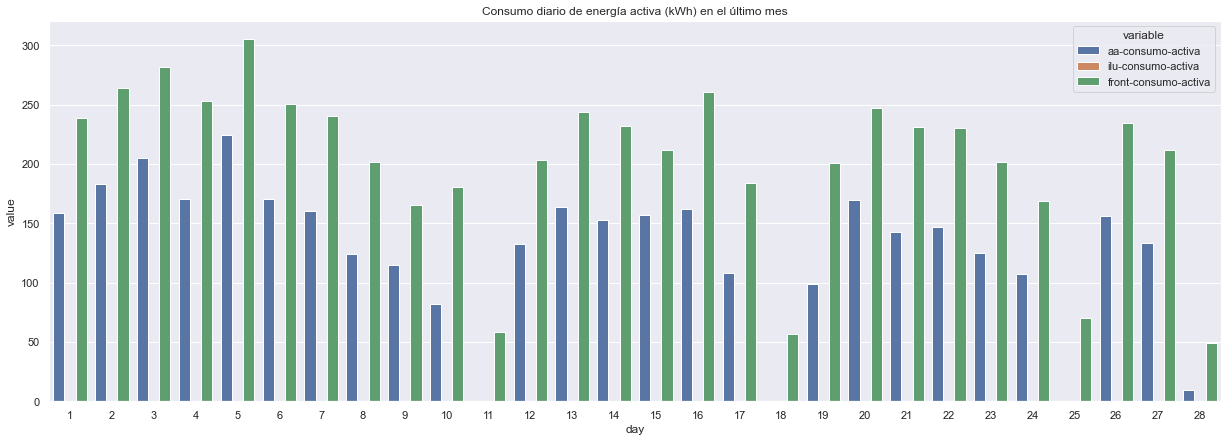 Consumo diario de energía activa (kWh) en el último mes
variable
aa-consumo-activa
ilu-consumo-activa
front-consumo-activa
300
250
200
150
100
50
0
value
1 2 3 4 5 6 7 8 9 10 11 12 13 14 15 16 17 18 19 20 21 22 23 24 25 26 27 28
day